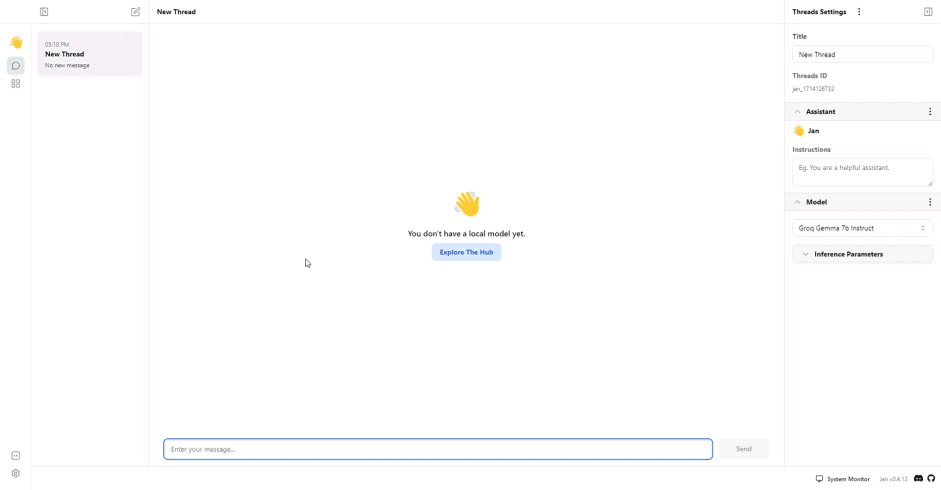 New Thread
Threads Settings
05:18 PM
New Thread
No new message
You don't have a local model yet.
Explore The Hub
Enter your message...
Send
Title
New Thread
Threads ID
jan_1714126732
Assistant
Jan
Instructions
Eg. You are a helpful assistant.
Model
Groq Gemma 7b Instruct
Inference Parameters
System Monitor
Jan v0.4.12